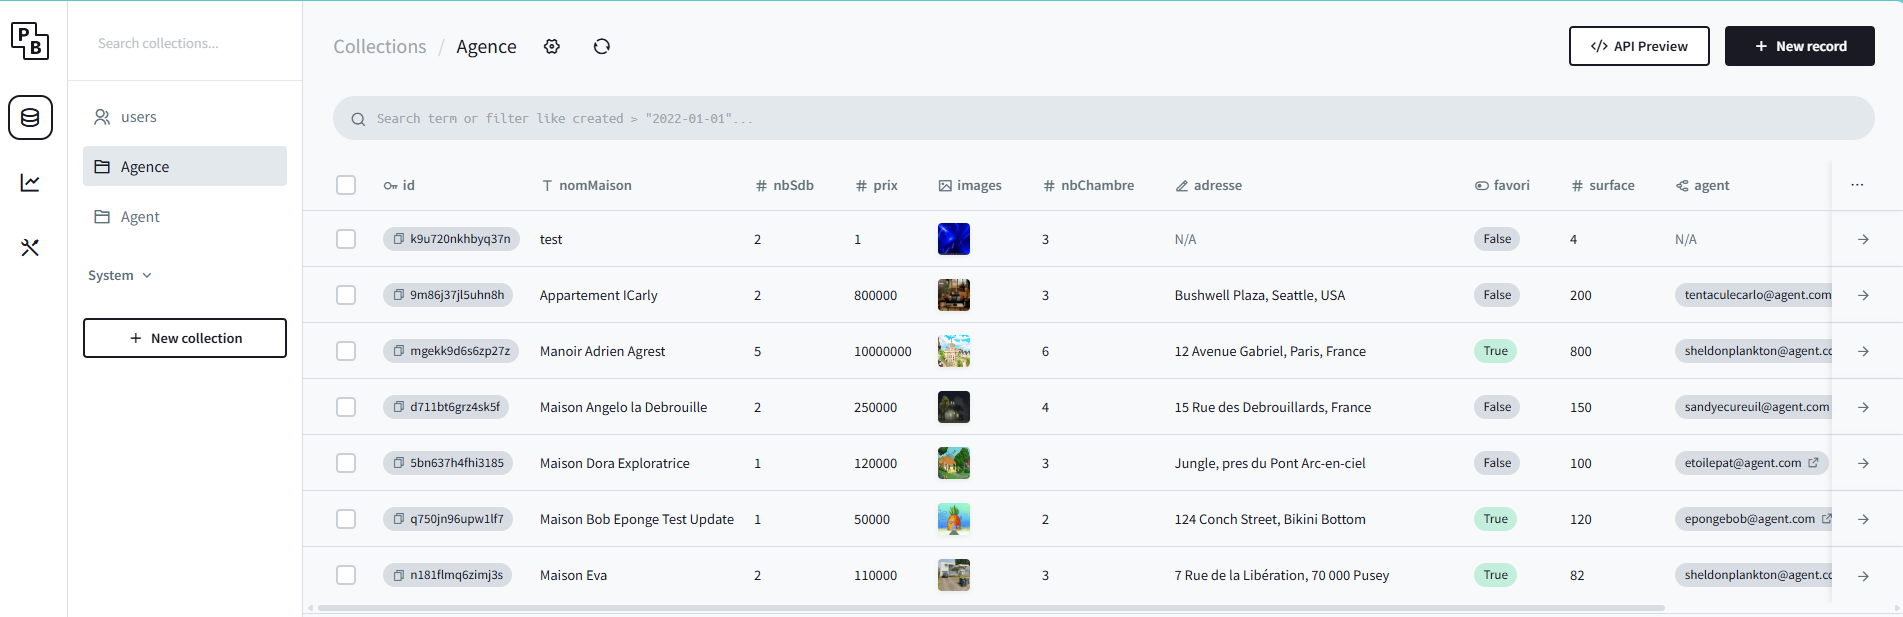 PB
Search collections...
users
Agence
Agent
System
+ New collection
Collections / Agence
API Preview
+ New record
Search term or filter like created > "2022-01-01"...
id nomMaison # nbSdb # prix images # nbChambre adresse favori # surface agent ...
k9u720nkhbyq37n test 2 1 3 N/A False 4 N/A
9m86j37jl5uhn8h Appartement ICarly 2 800000 3 Bushwell Plaza, Seattle, USA False 200 tentaculecarlo@agent.com
mgekk9d6s6zp27z Manoir Adrien Agrest 5 10000000 6 12 Avenue Gabriel, Paris, France True 800 sheldonplankton@agent.co
d711bt6grz4sk5f Maison Angelo la Debrouille 2 250000 4 15 Rue des Debrouillards, France False 150 sandyecureuil@agent.com
5bn637h4fhi3185 Maison Dora Exploratrice 1 120000 3 Jungle, pres du Pont Arc-en-ciel False 100 etoilepat@agent.com
q750jn96upw1lf7 Maison Bob Eponge Test Update 1 50000 2 124 Conch Street, Bikini Bottom True 120 epongebob@agent.com
n181flmq6zimj3s Maison Eva 2 110000 3 7 Rue de la Libération, 70 000 Pusey True 82 sheldonplankton@agent.co